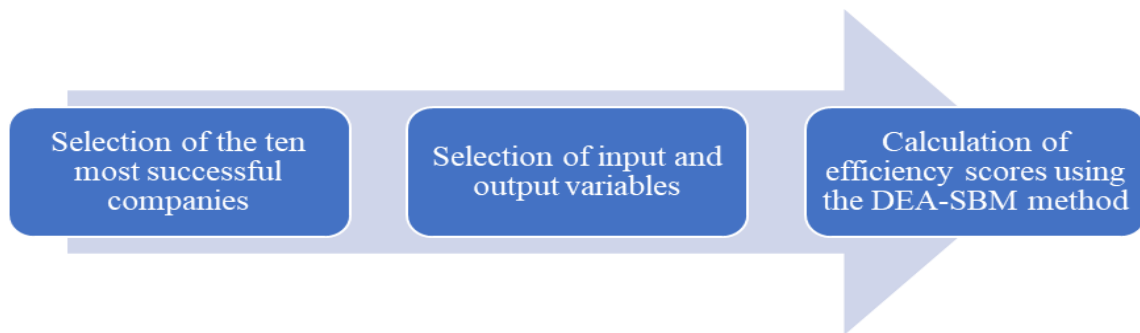 Selection of the ten
most successful
companies
Selection of input and
output variables
Calculation of
efficiency scores using
the DEA-SBM method